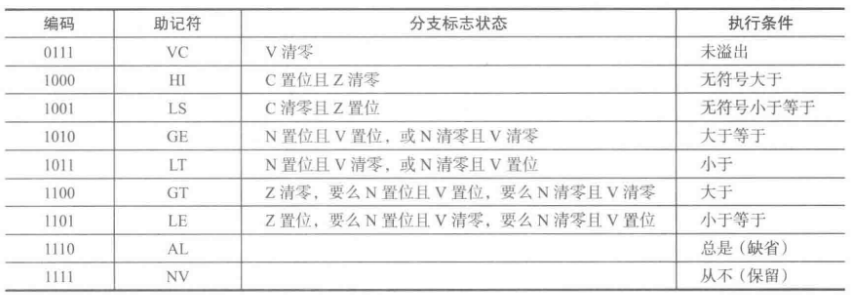 编码 助记符 分支标志状态 执行条件
0111 VC V 清零 未溢出
1000 HI C 置位且 Z 清零 无符号大于
1001 LS C 清零且 Z 置位 无符号小于等于
1010 GE N 置位且 V 置位，或 N 清零且 V 清零 大于等于
1011 LT N 置位且 V 清零，或 N 清零且 V 置位 小于
1100 GT Z 清零，要么 N 置位且 V 置位，要么 N 清零且 V 清零 大于
1101 LE Z 置位，要么 N 置位且 V 清零，要么 N 清零且 V 置位 小于等于
1110 AL 总是（缺省）
1111 NV 从不（保留）